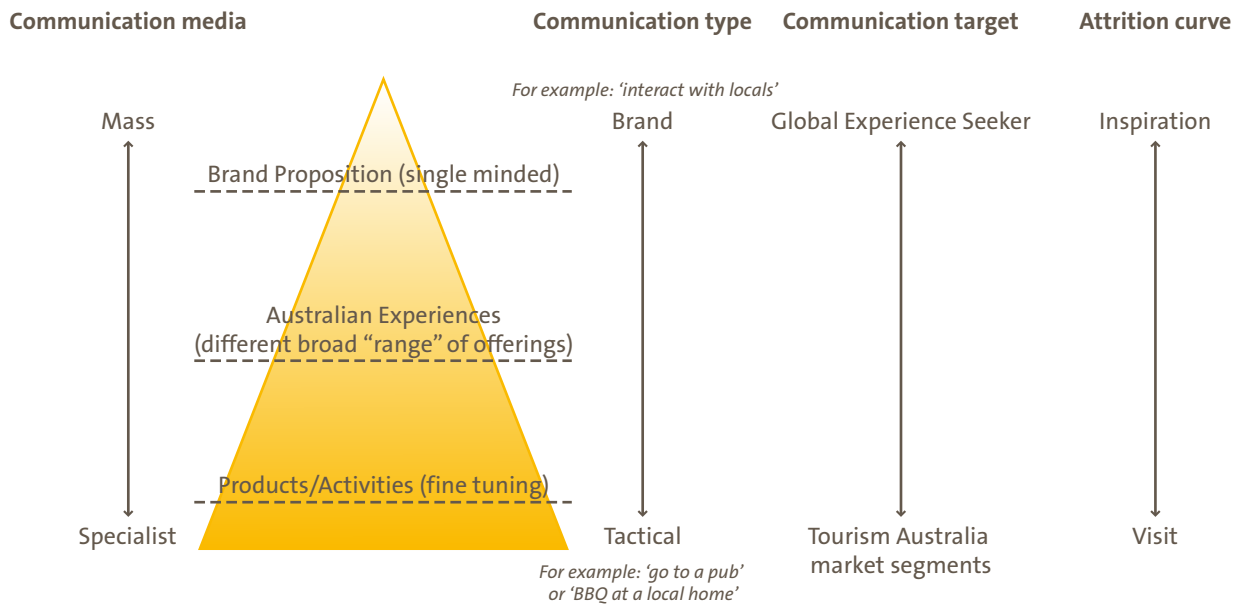 Communication media
Communication type
Communication target
Attrition curve
For example: ‘interact with locals’
Mass
Brand
Global Experience Seeker
Inspiration
Brand Proposition (single minded)
Australian Experiences
(different broad “range” of offerings)
Products/Activities (fine tuning)
Specialist
Tactical
Tourism Australia
market segments
Visit
For example: ‘go to a pub’
or ‘BBQ at a local home’